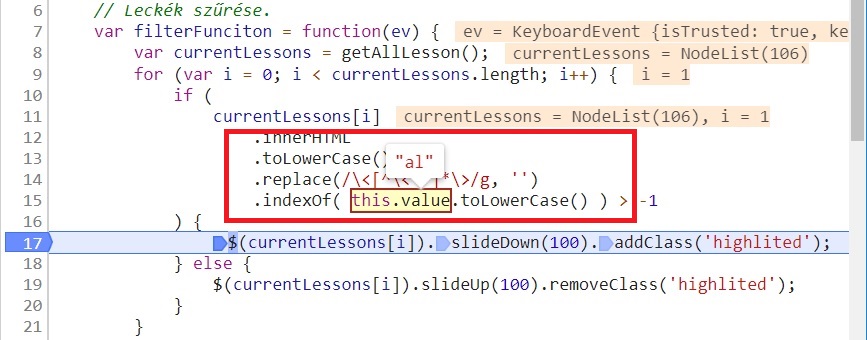 6 // Leckék szűrése.
7 var filterFunciton = function(ev) { ev = KeyboardEvent {isTrusted: true, ke
8 var currentLessons = getAllLesson(); currentLessons = NodeList(106)
9 for (var i = 0; i < currentLessons.length; i++) { i = 1
10 if (
11 currentLessons[i] currentLessons = NodeList(106), i = 1
12 .innerHTML
13 .toLowerCase() "al"
14 .replace(/\<[^\< *\>/g, '')
15 .indexOf( this.value.toLowerCase() ) > -1
16 ) {
17 $(currentLessons[i]).slideDown(100).addClass('highlited');
18 } else {
19 $(currentLessons[i]).slideUp(100).removeClass('highlited');
20 }
21 }